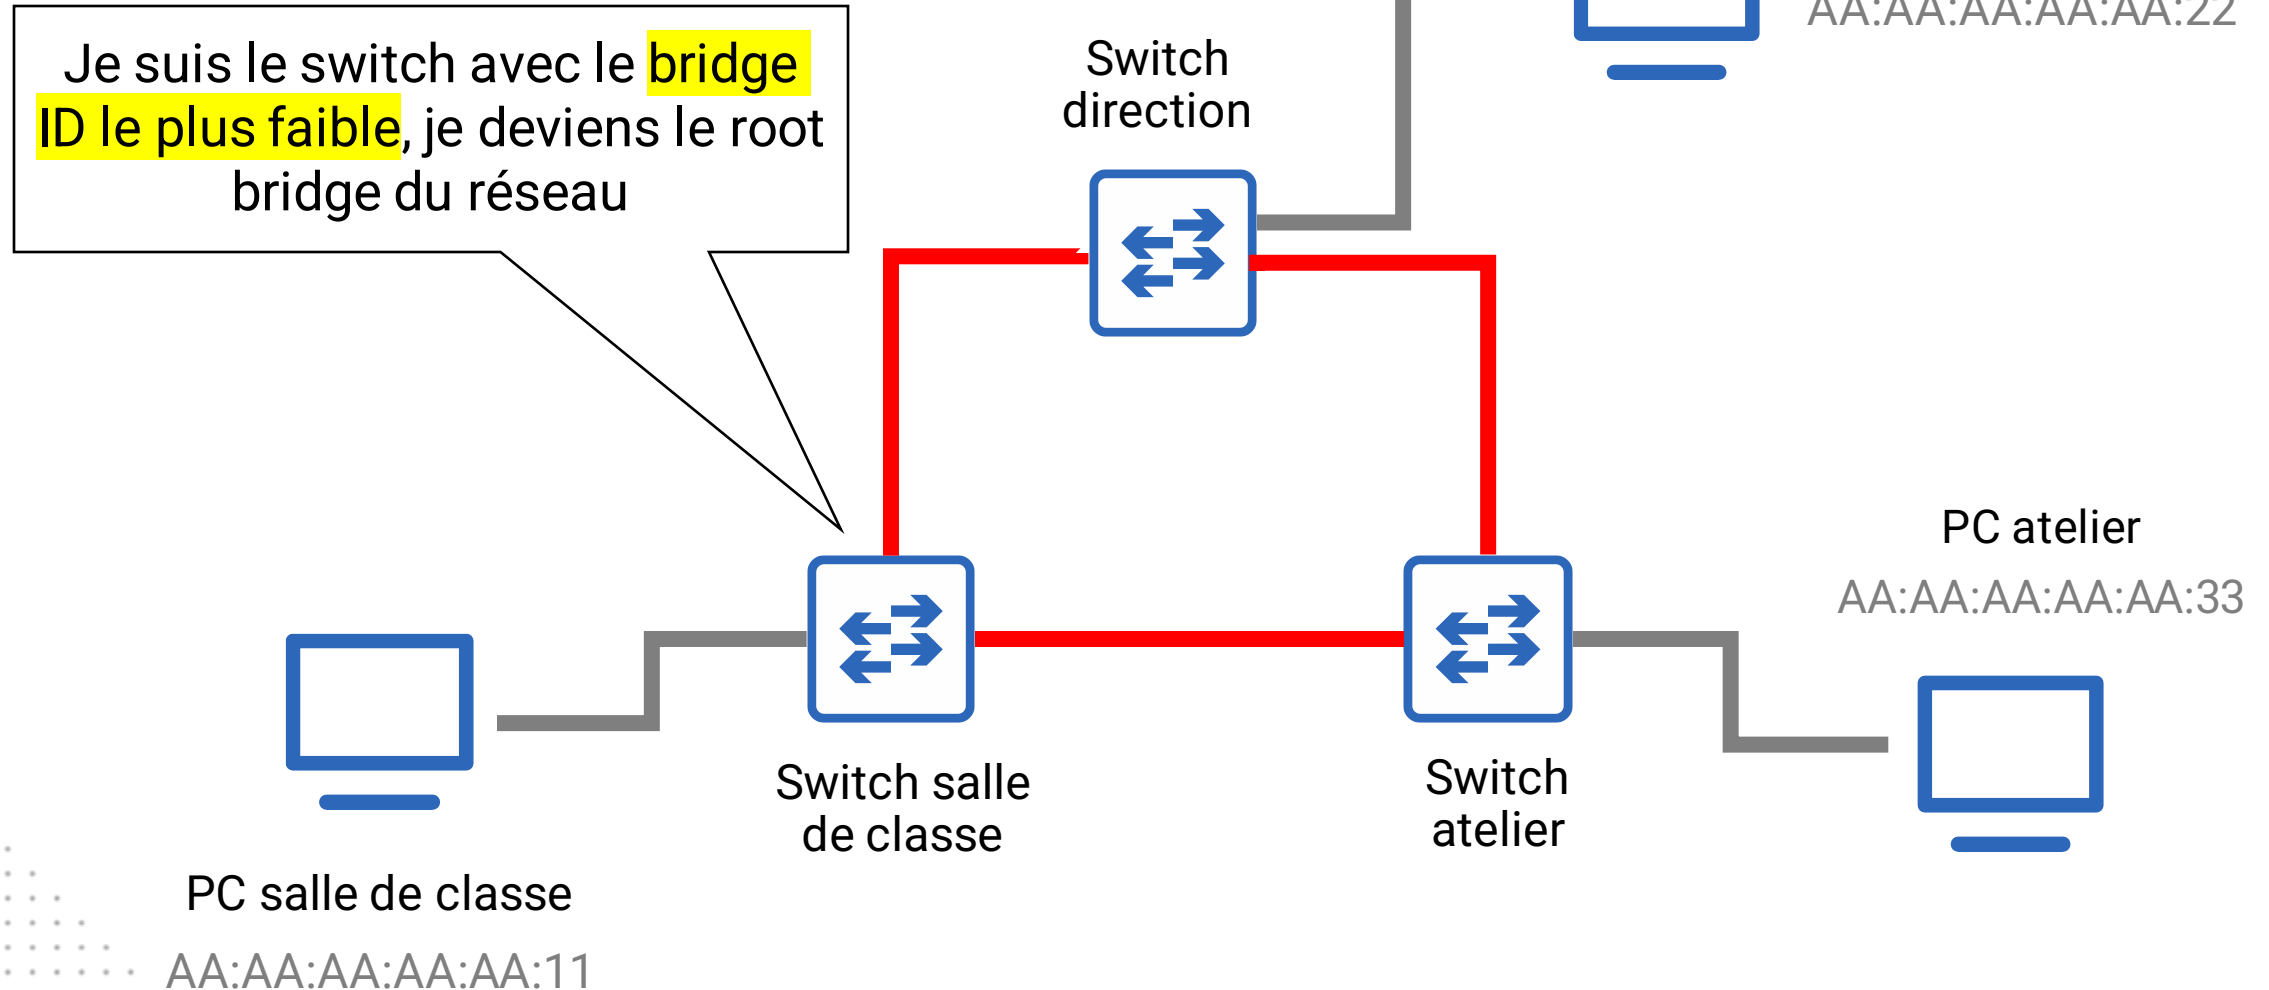 Je suis le switch avec le bridge
ID le plus faible, je deviens le root
bridge du réseau
Switch
direction
AA:AA:AA:AA:AA:22
PC atelier
AA:AA:AA:AA:AA:33
Switch salle
de classe
Switch
atelier
PC salle de classe
AA:AA:AA:AA:AA:11